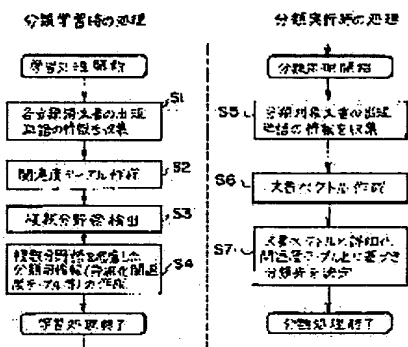 分類学習時の処理
学習処理開始
S1
各分類済文書の出現
単語の情報を収集
S2
関連度テーブル作成
S3
複数分野語検出
S4
複数分野語を考慮した
分類用情報(詳細化関連
度テーブル等)の作成
学習処理終了
分類実行時の処理
分類処理開始
S5
分類対象文書の出現
単語の情報を収集
S6
文書ベクトル作成
S7
文書ベクトルと詳細化
関連度テーブルとに基づき
分類先を決定
分類処理終了